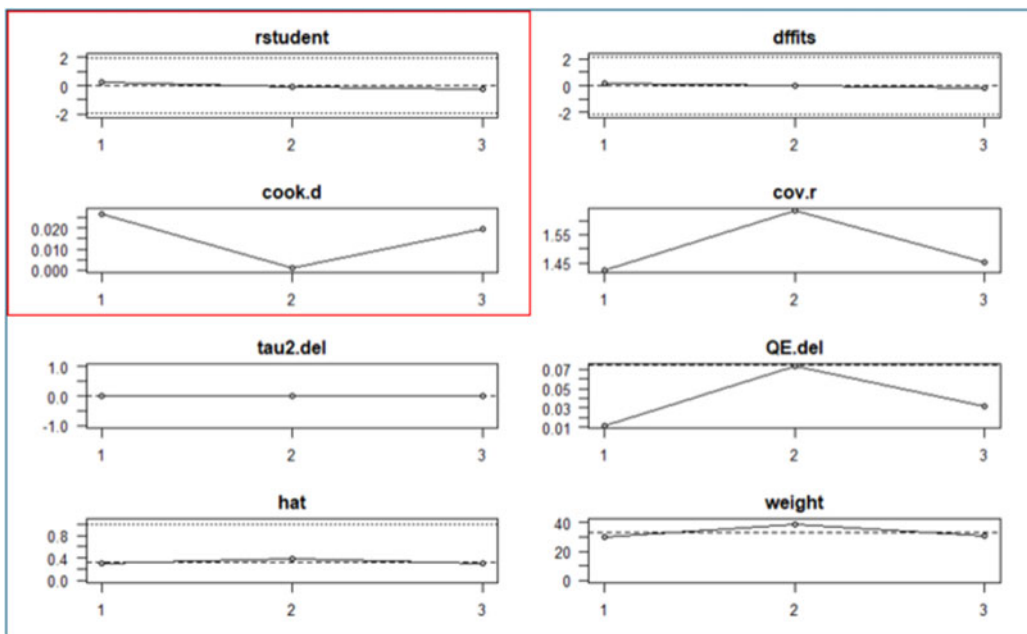 rstudent
2
0
-2
1 2 3
dffits
2
0
-2
1 2 3
cook.d
0.020
0.010
0.000
1 2 3
cov.r
1.55
1.45
1 2 3
tau2.del
1.0
0.0
-1.0
1 2 3
QE.del
0.07
0.05
0.03
0.01
1 2 3
hat
0.8
0.4
0.0
1 2 3
weight
40
20
0
1 2 3